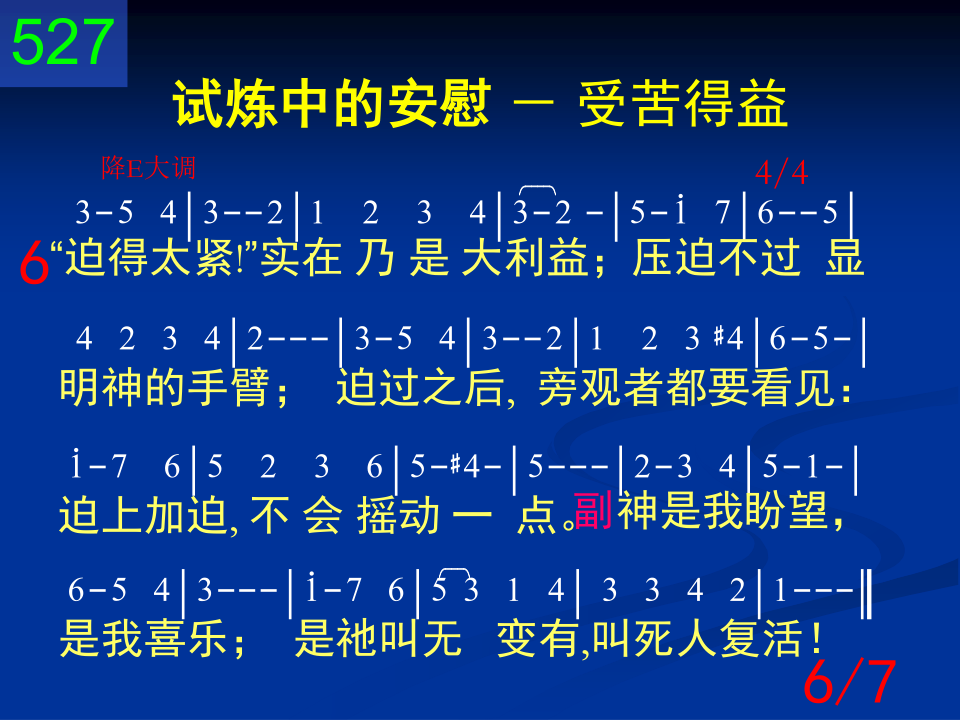 527
试炼中的安慰 － 受苦得益
降E大调 4/4
3-5 4|3--2|1 2 3 4|3-2 -|5-i 7|6--5|
6 “迫得太紧!”实在 乃 是 大利益；压迫不过 显
4 2 3 4|2---|3-5 4|3--2|1 2 3 #4|6-5-|
明神的手臂； 迫过之后, 旁观者都要看见：
i-7 6|5 2 3 6|5-#4-|5---|2-3 4|5-1-|
迫上加迫, 不 会 摇动 一 点。副神是我盼望，
6-5 4|3---|i-7 6|5 3 1 4| 3 3 4 2|1---‖
是我喜乐； 是祂叫无 变有,叫死人复活！
6/7